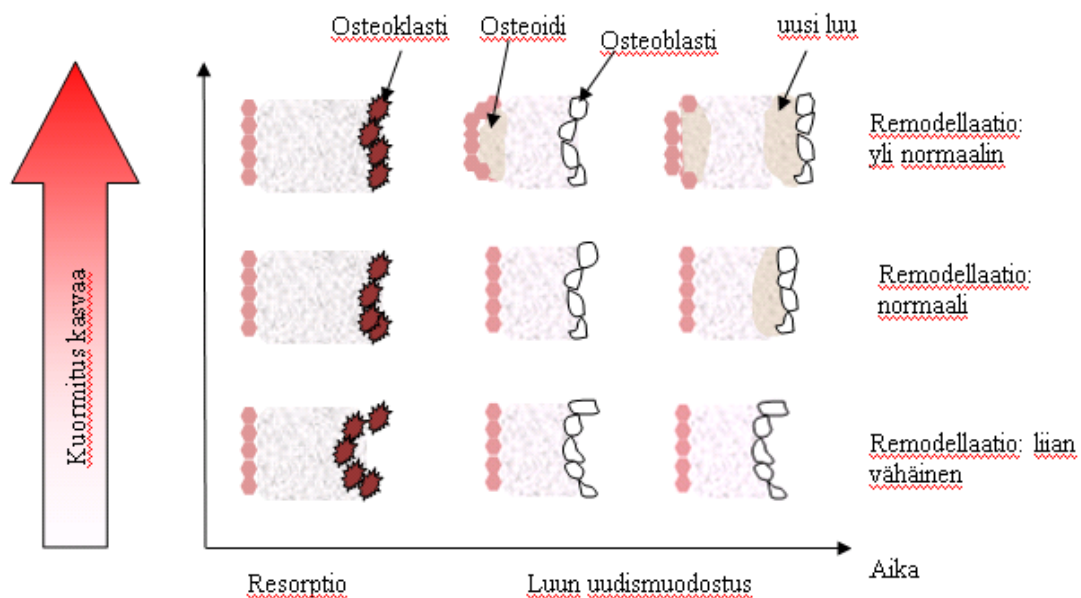 Osteoklasti
Osteoidi
Osteoblasti
uusi luu
Kuormitus kasvaa
Remodellaatio:
yli normaalin
Remodellaatio:
normaali
Remodellaatio: liian
vähäinen
Resorptio
Luun uudismuodostus
Aika